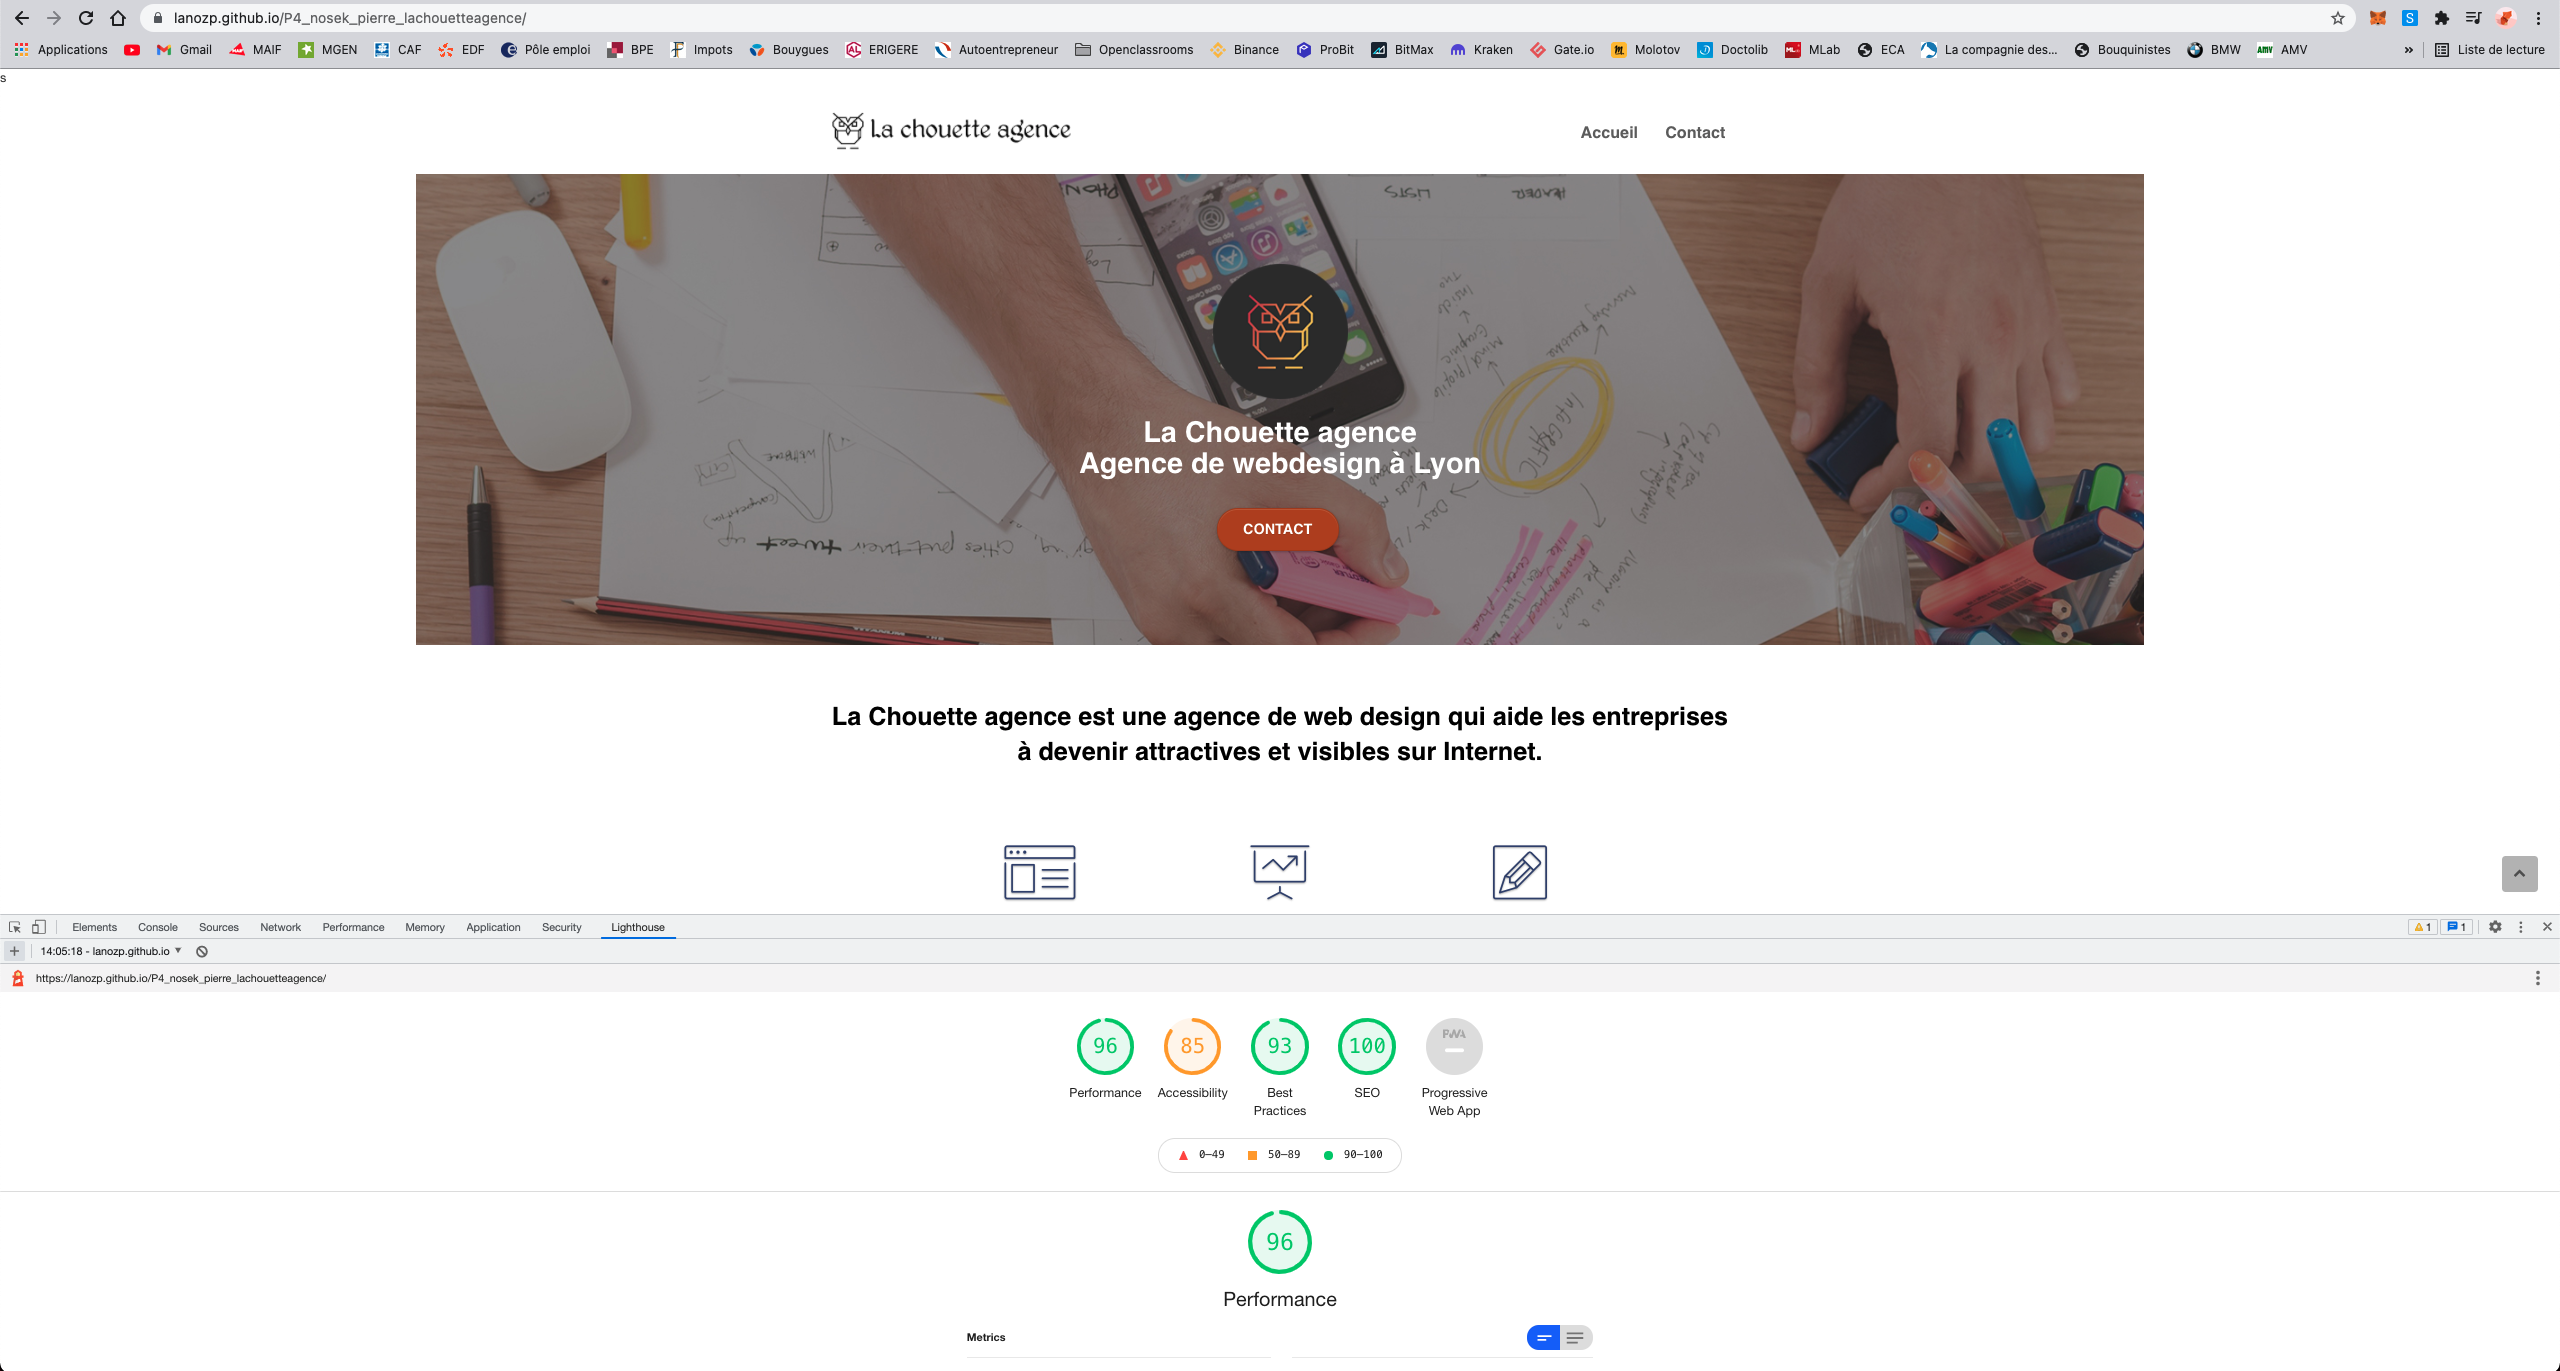 lanozp.github.io/P4_nosek_pierre_lachouetteagence/
Applications Gmail MAIF MGEN CAF EDF Pôle emploi BPE Impots Bouygues ERIGERE Autoentrepreneur Openclassrooms Binance ProBit BitMax Kraken Gate.io Molotov Doctolib MLab ECA La compagnie des... Bouquinistes BMW AMV » Liste de lecture
s
La chouette agence
Accueil Contact
La Chouette agence
Agence de webdesign à Lyon
CONTACT
La Chouette agence est une agence de web design qui aide les entreprises
à devenir attractives et visibles sur Internet.
Elements Console Sources Network Performance Memory Application Security Lighthouse 1 1
14:05:18 - lanozp.github.io
https://lanozp.github.io/P4_nosek_pierre_lachouetteagence/
96 85 93 100 PWA
Performance Accessibility Best Practices SEO Progressive Web App
0–49 50–89 90–100
96
Performance
Metrics